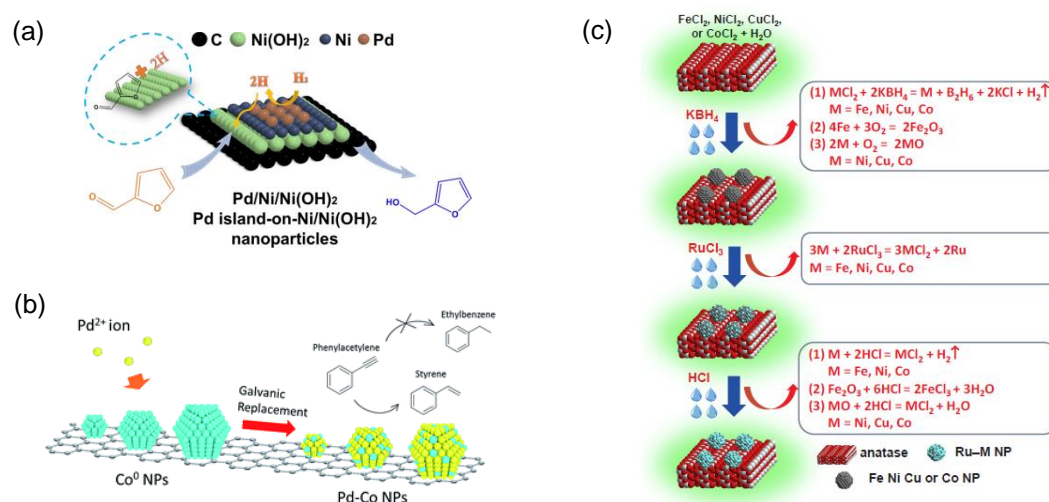 (a)
C Ni(OH)₂ Ni Pd
2H
2H
H₂
O
O
O
O
HO
O
Pd/Ni/Ni(OH)₂
Pd island-on-Ni/Ni(OH)₂
nanoparticles
(b)
Pd²⁺ ion
Phenylacetylene
Ethylbenzene
Styrene
Galvanic
Replacement
Co⁰ NPs
Pd-Co NPs
(c)
FeCl₂, NiCl₂, CuCl₂,
or CoCl₂ + H₂O
KBH₄
(1) MCl₂ + 2KBH₄ = M + B₂H₆ + 2KCl + H₂↑
M = Fe, Ni, Cu, Co
(2) 4Fe + 3O₂ = 2Fe₂O₃
(3) 2M + O₂ = 2MO
M = Ni, Cu, Co
RuCl₃
3M + 2RuCl₃ = 3MCl₂ + 2Ru
M = Fe, Ni, Cu, Co
HCl
(1) M + 2HCl = MCl₂ + H₂↑
M = Fe, Ni, Co
(2) Fe₂O₃ + 6HCl = 2FeCl₃ + 3H₂O
(3) MO + 2HCl = MCl₂ + H₂O
M = Ni, Cu, Co
anatase Ru–M NP
Fe Ni Cu or Co NP